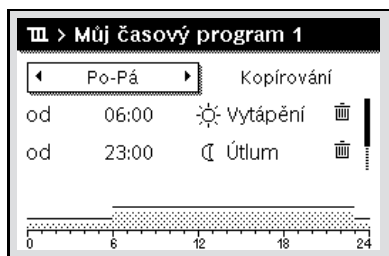 > Můj časový program 1
Po-Pá Kopírování
od 06:00 Vytápění
od 23:00 Útlum
0 6 12 18 24